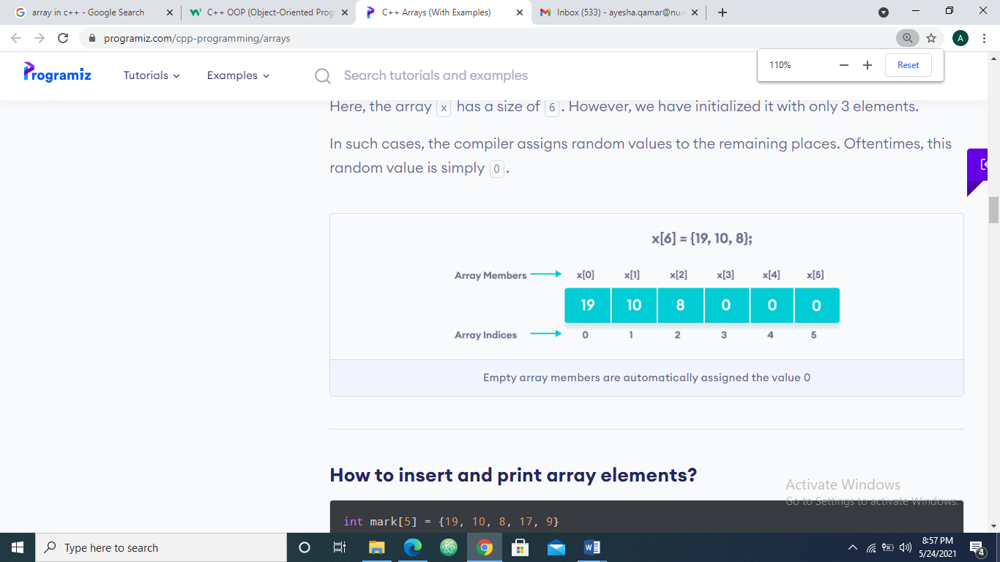 array in c++ - Google Search
C++ OOP (Object-Oriented Prog
C++ Arrays (With Examples)
Inbox (533) - ayesha.qamar@nu.
programiz.com/cpp-programming/arrays
A
110%
Reset
Programiz
Tutorials
Examples
Search tutorials and examples
Here, the array x has a size of 6. However, we have initialized it with only 3 elements.
In such cases, the compiler assigns random values to the remaining places. Oftentimes, this
random value is simply 0.
x[6] = {19, 10, 8};
Array Members x[0] x[1] x[2] x[3] x[4] x[5]
19 10 8 0 0 0
Array Indices 0 1 2 3 4 5
Empty array members are automatically assigned the value 0
How to insert and print array elements?
Activate Windows
Go to Settings to activate Windows.
int mark[5] = {19, 10, 8, 17, 9}
Type here to search
8:57 PM
5/24/2021
4